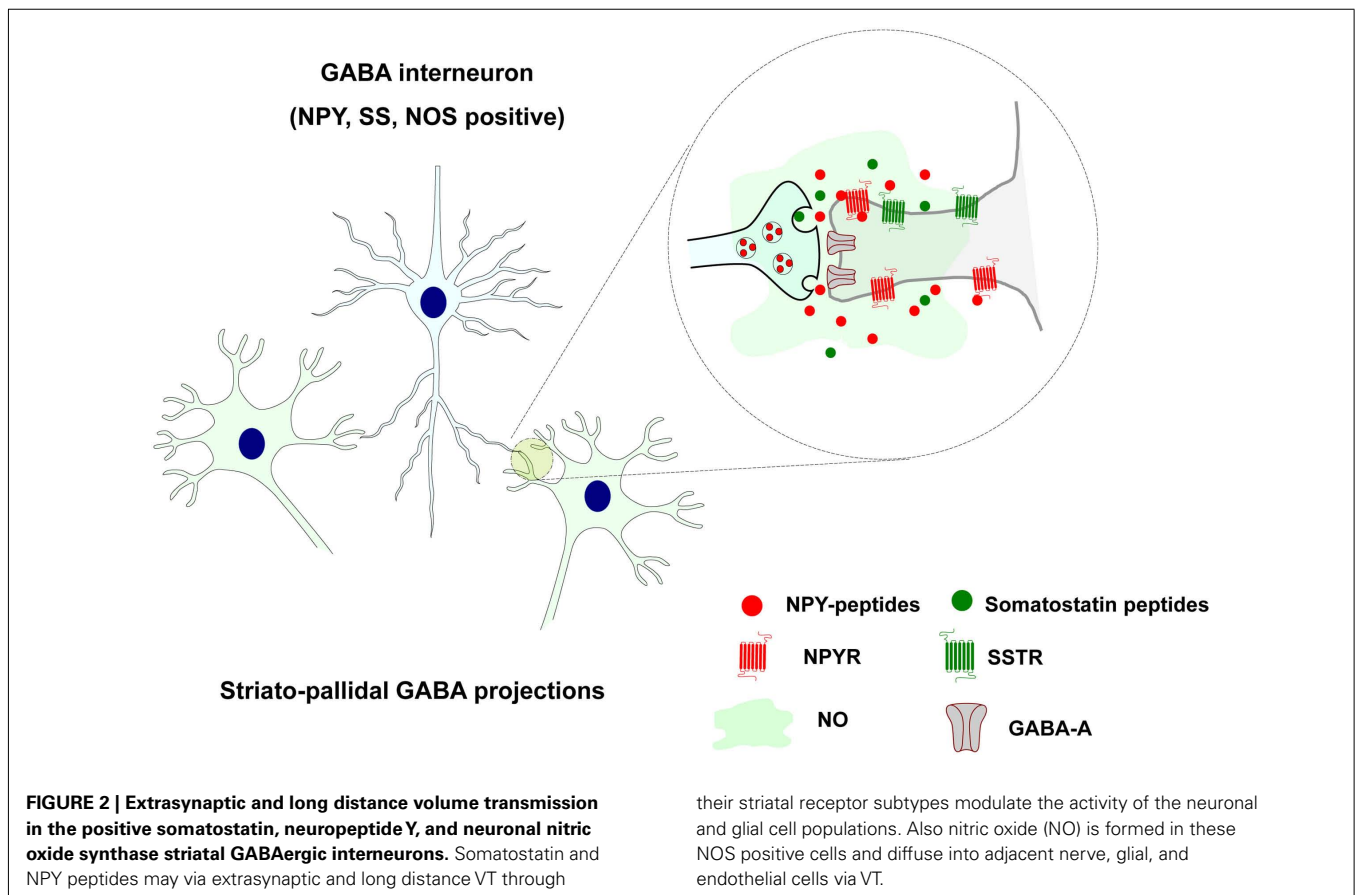 GABA interneuron
(NPY, SS, NOS positive)
Striato-pallidal GABA projections
NPY-peptides
Somatostatin peptides
NPYR
SSTR
NO
GABA-A
FIGURE 2 | Extrasynaptic and long distance volume transmission
in the positive somatostatin, neuropeptide Y, and neuronal nitric
oxide synthase striatal GABAergic interneurons. Somatostatin and
NPY peptides may via extrasynaptic and long distance VT through
their striatal receptor subtypes modulate the activity of the neuronal
and glial cell populations. Also nitric oxide (NO) is formed in these
NOS positive cells and diffuse into adjacent nerve, glial, and
endothelial cells via VT.